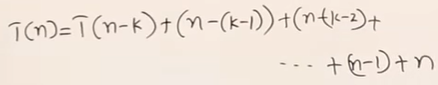 T(n)=T(n-k)+(n-(k-1))+(n-(k-2)+
... +(n-1)+n